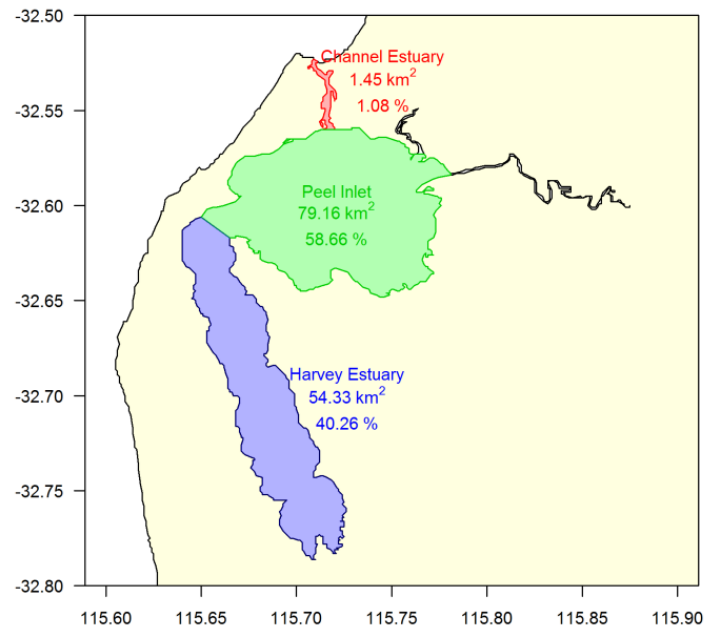 -32.50
-32.55
-32.60
-32.65
-32.70
-32.75
-32.80
Channel Estuary
1.45 km²
1.08 %
Peel Inlet
79.16 km²
58.66 %
Harvey Estuary
54.33 km²
40.26 %
115.60 115.65 115.70 115.75 115.80 115.85 115.90